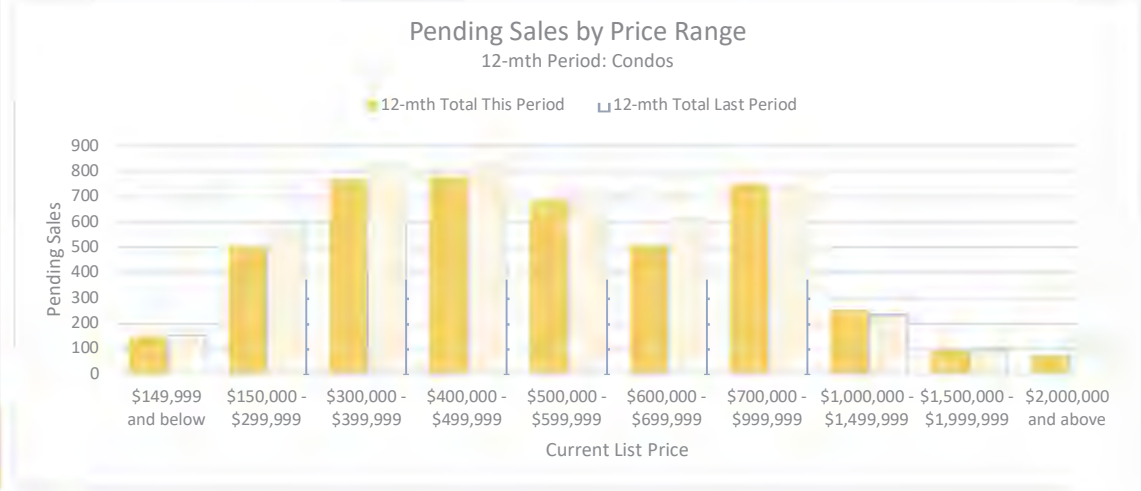 Pending Sales by Price Range
12-mth Period: Condos
12-mth Total This Period 12-mth Total Last Period
900
800
700
600
500
400
300
200
100
0
Pending Sales
$149,999 $150,000 - $300,000 - $400,000 - $500,000 - $600,000 - $700,000 - $1,000,000 - $1,500,000 - $2,000,000
and below $299,999 $399,999 $499,999 $599,999 $699,999 $999,999 $1,499,999 $1,999,999 and above
Current List Price